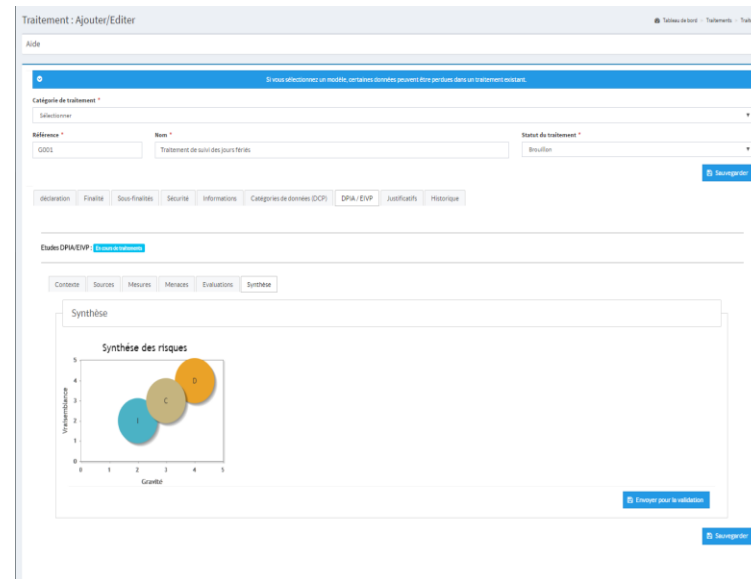 Traitement : Ajouter/Editer
Tableau de bord > Traitements >
Aide
Si vous sélectionnez un modèle, certaines données peuvent être perdues dans un traitement existant.
Catégorie de traitement *
Sélectionner
Référence * Nom * Statut du traitement *
G001 Traitement de suivi des jours fériés Brouillon
Sauvegarder
déclaration Finalité Sous-finalités Sécurité Informations Catégories de données (DCP) DPIA / EIVP Justificatifs Historique
Etudes DPIA/EIVP : En cours de traitements
Contexte Sources Mesures Menaces Evaluations Synthèse
Synthèse
Synthése des risques
5
4 D
3 C
2 I
1
0
Vraisemblance
0 1 2 3 4 5
Gravité
Envoyer pour la validation
Sauvegarder